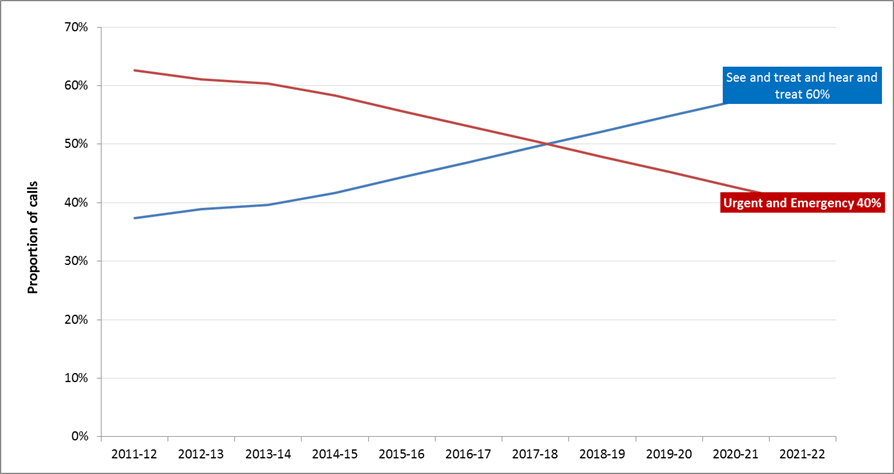 70%
60%
50%
40%
30%
20%
10%
0%
Proportion of calls
See and treat and hear and
treat 60%
Urgent and Emergency 40%
2011-12 2012-13 2013-14 2014-15 2015-16 2016-17 2017-18 2018-19 2019-20 2020-21 2021-22